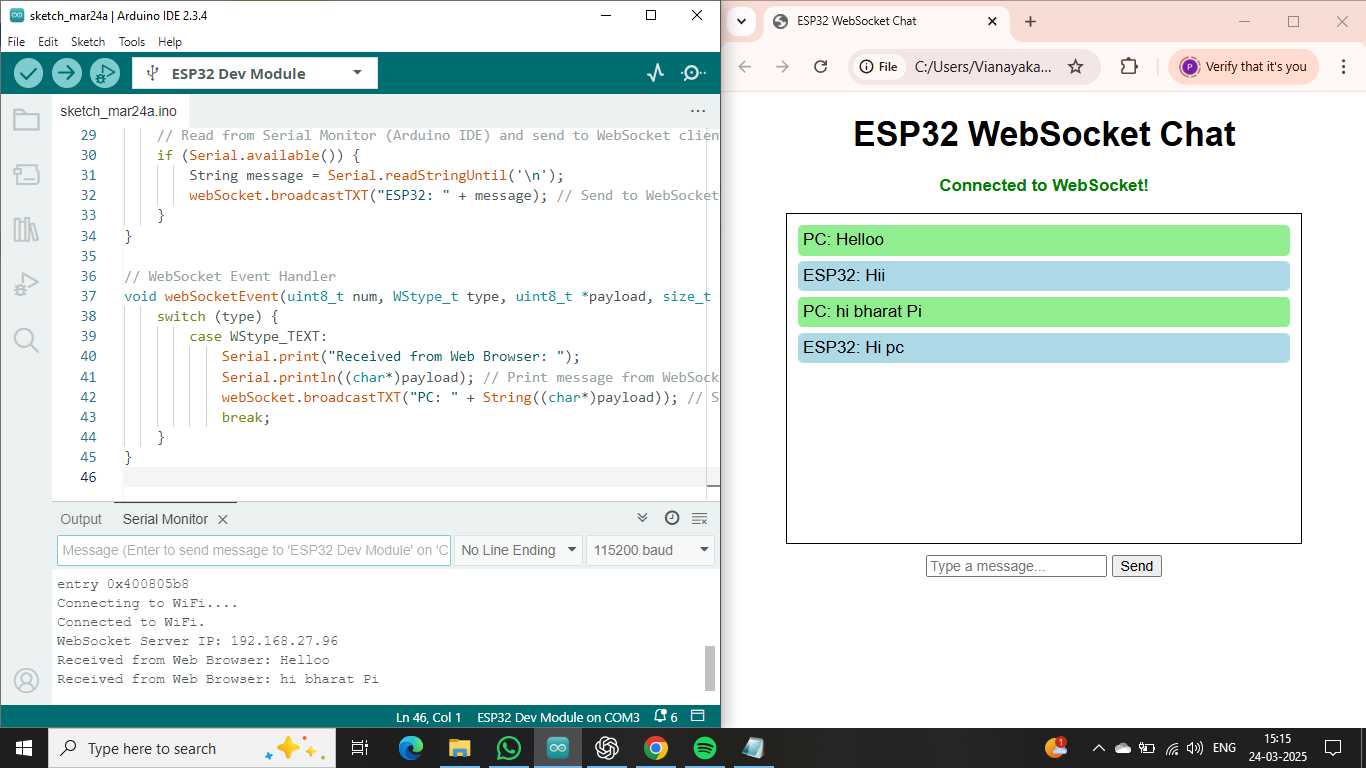 sketch_mar24a | Arduino IDE 2.3.4
File Edit Sketch Tools Help
ESP32 Dev Module
sketch_mar24a.ino
29 // Read from Serial Monitor (Arduino IDE) and send to WebSocket clien
30 if (Serial.available()) {
31 String message = Serial.readStringUntil('\n');
32 webSocket.broadcastTXT("ESP32: " + message); // Send to WebSocket
33 }
34 }
35
36 // WebSocket Event Handler
37 void webSocketEvent(uint8_t num, WStype_t type, uint8_t *payload, size_t
38 switch (type) {
39 case WStype_TEXT:
40 Serial.print("Received from Web Browser: ");
41 Serial.println((char*)payload); // Print message from WebSock
42 webSocket.broadcastTXT("PC: " + String((char*)payload)); // S
43 break;
44 }
45 }
46
Output Serial Monitor
Message (Enter to send message to 'ESP32 Dev Module' on 'C
No Line Ending
115200 baud
entry 0x400805b8
Connecting to WiFi....
Connected to WiFi.
WebSocket Server IP: 192.168.27.96
Received from Web Browser: Helloo
Received from Web Browser: hi bharat Pi
Ln 46, Col 1 ESP32 Dev Module on COM3 6
ESP32 WebSocket Chat
File C:/Users/Vianayaka...
P Verify that it's you
ESP32 WebSocket Chat
Connected to WebSocket!
PC: Helloo
ESP32: Hii
PC: hi bharat Pi
ESP32: Hi pc
Type a message... Send
Type here to search
1
ENG
15:15
24-03-2025